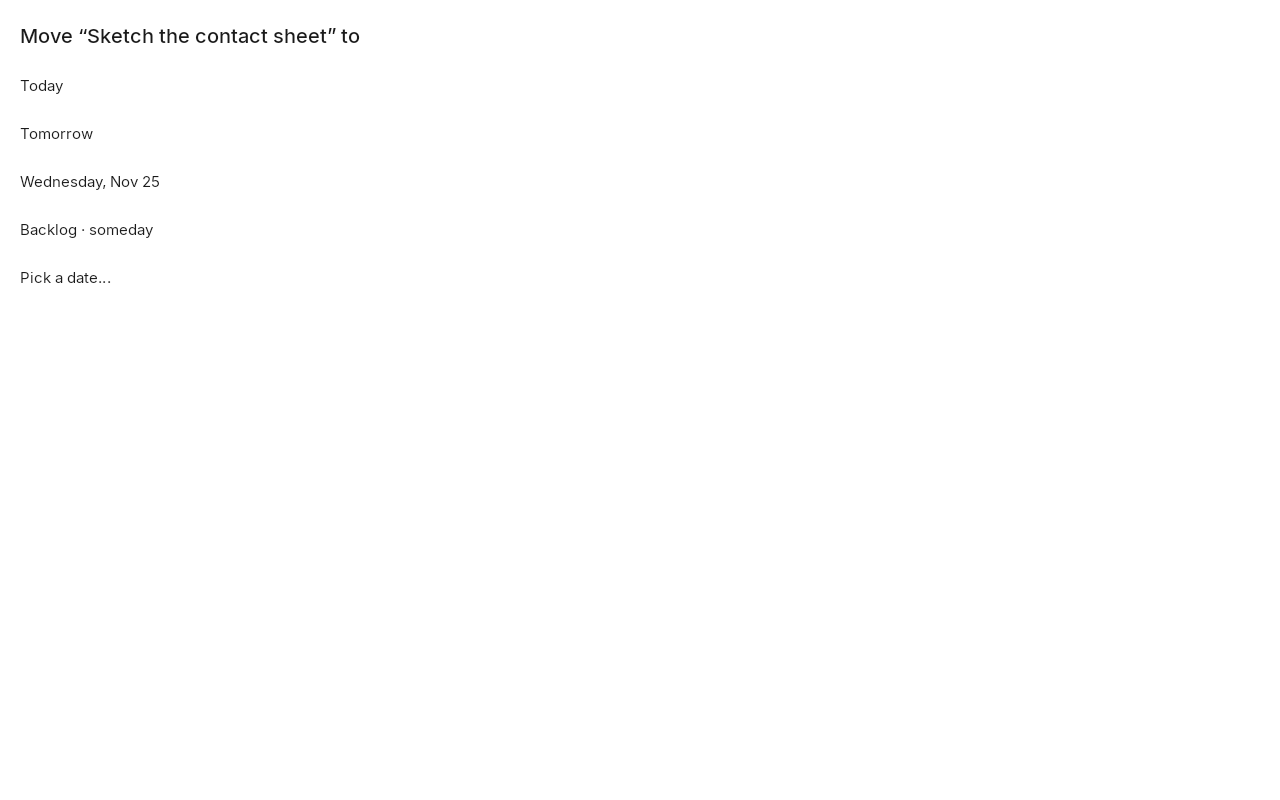 Move “Sketch the contact sheet” to
Today
Tomorrow
Wednesday, Nov 25
Backlog · someday
Pick a date…